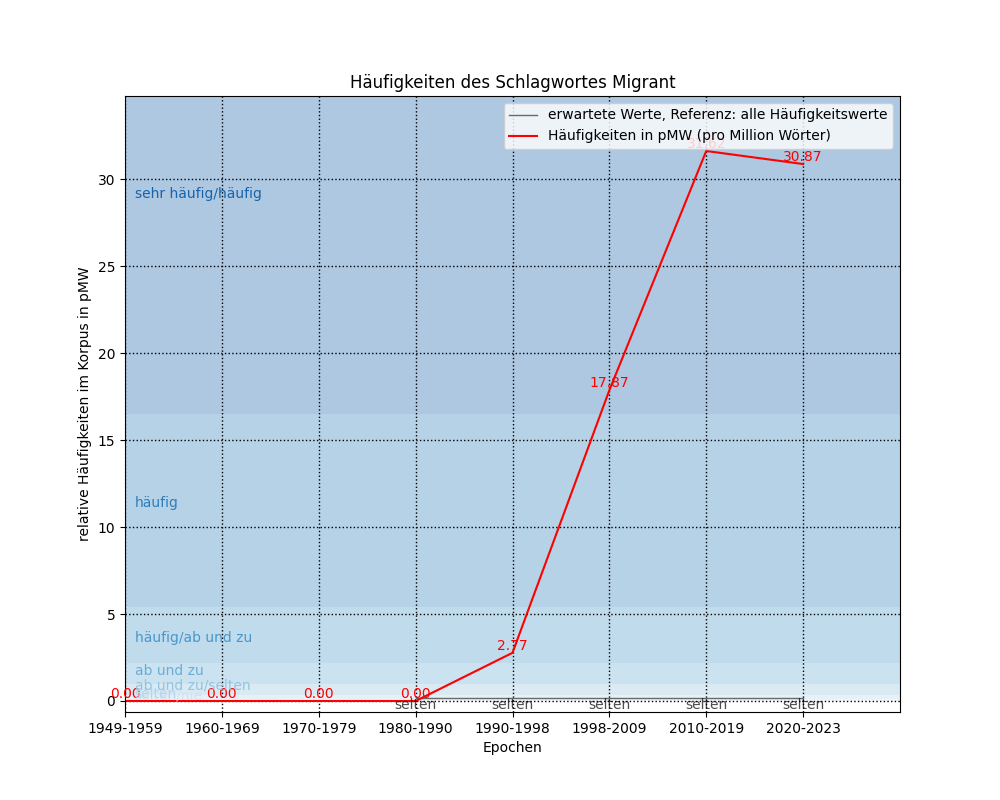 Häufigkeiten des Schlagwortes Migrant
erwartete Werte, Referenz: alle Häufigkeitswerte
Häufigkeiten in pMW (pro Million Wörter)
31.62
30.87
30
sehr häufig/häufig
25
relative Häufigkeiten im Korpus in pMW
20
17.87
15
häufig
10
5
häufig/ab und zu
2.77
ab und zu
ab und zu/selten
selten
0.00 0.00 0.00 0.00
0
selten selten selten selten selten
1949-1959 1960-1969 1970-1979 1980-1990 1990-1998 1998-2009 2010-2019 2020-2023
Epochen